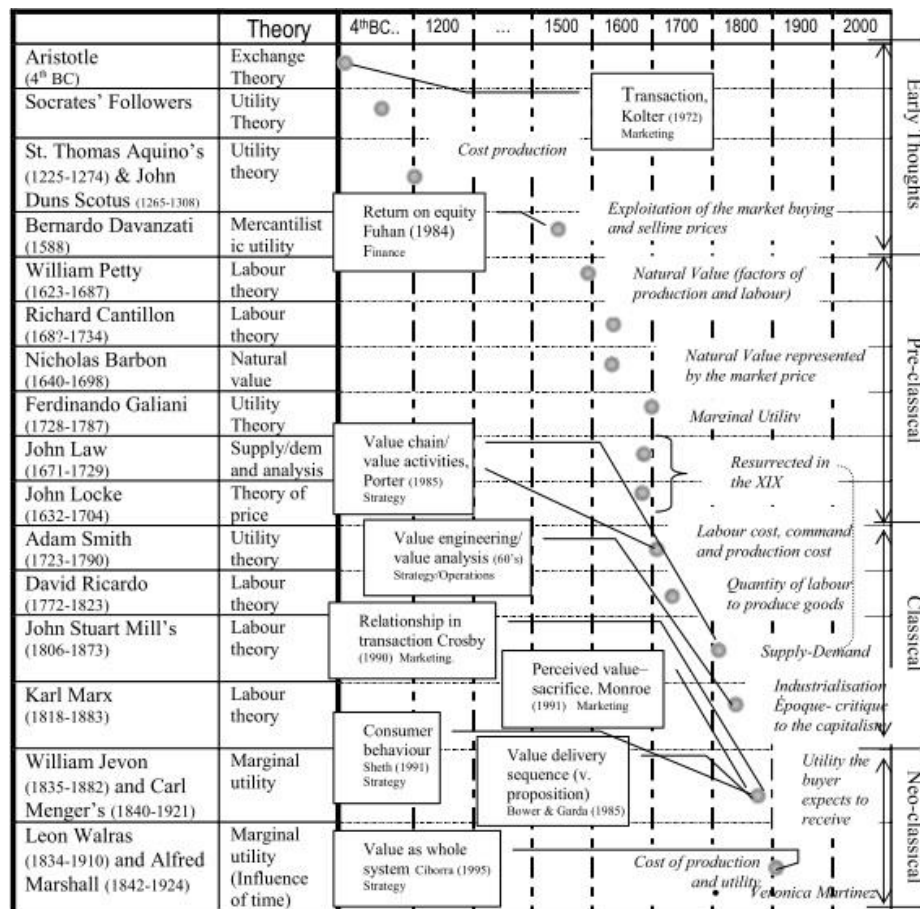 Theory 4thBC.. 1200 ... 1500 1600 1700 1800 1900 2000
Aristotle
(4th BC)
Exchange
Theory
Socrates' Followers
Utility
Theory
Transaction,
Kolter (1972)
Marketing
Early Thoughts
St. Thomas Aquino's
(1225-1274) & John
Duns Scotus (1265-1308)
Utility
theory
Cost production
Bernardo Davanzati
(1588)
Mercantilist
ic utility
Return on equity
Fuhan (1984)
Finance
Exploitation of the market buying
and selling prices
William Petty
(1623-1687)
Labour
theory
Natural Value (factors of
production and labour)
Richard Cantillon
(168?-1734)
Labour
theory
Nicholas Barbon
(1640-1698)
Natural
value
Natural Value represented
by the market price
Pre-classical
Ferdinando Galiani
(1728-1787)
Utility
Theory
Marginal Utility
John Law
(1671-1729)
Supply/dem
and analysis
Value chain/
value activities,
Porter (1985)
Strategy
Resurrected in
the XIX
John Locke
(1632-1704)
Theory of
price
Adam Smith
(1723-1790)
Utility
theory
Value engineering/
value analysis (60's)
Strategy/Operations
Labour cost, command
and production cost
David Ricardo
(1772-1823)
Labour
theory
Quantity of labour
to produce goods
Classical
John Stuart Mill's
(1806-1873)
Labour
theory
Relationship in
transaction Crosby
(1990) Marketing
Supply-Demand
Perceived value–
sacrifice. Monroe
(1991) Marketing
Karl Marx
(1818-1883)
Labour
theory
Industrialisation
Époque- critique
to the capitalism
Consumer
behaviour
Sheth (1991)
Strategy
William Jevon
(1835-1882) and Carl
Menger's (1840-1921)
Marginal
utility
Value delivery
sequence (v.
proposition)
Bower & Garda (1985)
Utility the
buyer
expects to
receive
Neo-classical
Leon Walras
(1834-1910) and Alfred
Marshall (1842-1924)
Marginal
utility
(Influence
of time)
Value as whole
system Ciborra (1995)
Strategy
Cost of production
and utility
• Veronica Martinez